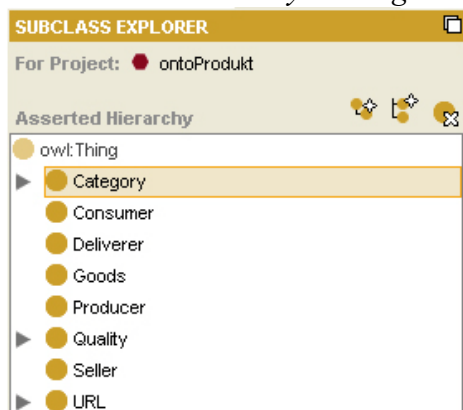 SUBCLASS EXPLORER
For Project: ontoProdukt
Asserted Hierarchy
owl:Thing
Category
Consumer
Deliverer
Goods
Producer
Quality
Seller
URL